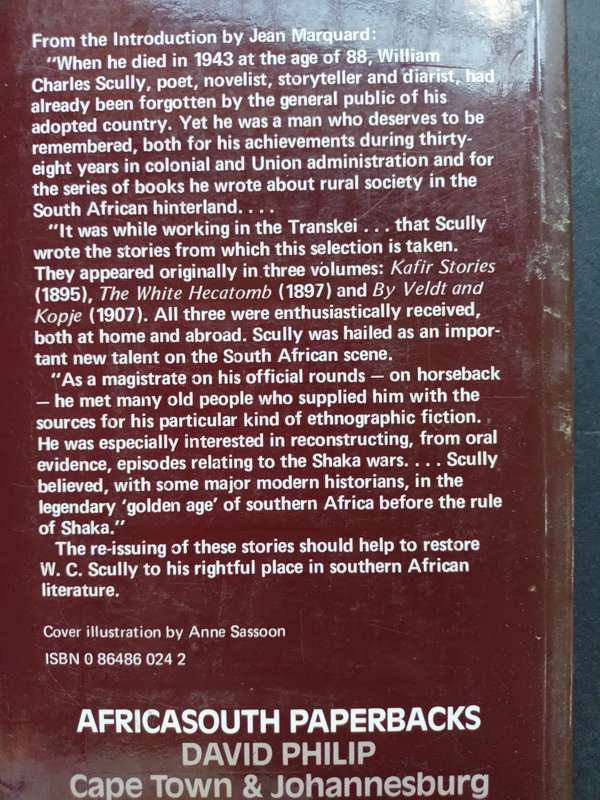 From the Introduction by Jean Marquard:
"When he died in 1943 at the age of 88, William
Charles Scully, poet, novelist, storyteller and diarist, had
already been forgotten by the general public of his
adopted country. Yet he was a man who deserves to be
remembered, both for his achievements during thirty-
eight years in colonial and Union administration and for
the series of books he wrote about rural society in the
South African hinterland. . . .
"It was while working in the Transkei . . . that Scully
wrote the stories from which this selection is taken.
They appeared originally in three volumes: Kafir Stories
(1895), The White Hecatomb (1897) and By Veldt and
Kopje (1907). All three were enthusiastically received,
both at home and abroad. Scully was hailed as an impor-
tant new talent on the South African scene.
"As a magistrate on his official rounds – on horseback
– he met many old people who supplied him with the
sources for his particular kind of ethnographic fiction.
He was especially interested in reconstructing, from oral
evidence, episodes relating to the Shaka wars. . . . Scully
believed, with some major modern historians, in the
legendary 'golden age' of southern Africa before the rule
of Shaka."
The re-issuing of these stories should help to restore
W. C. Scully to his rightful place in southern African
literature.
Cover illustration by Anne Sassoon
ISBN 0 86486 024 2
AFRICASOUTH PAPERBACKS
DAVID PHILIP
Cape Town & Johannesburg